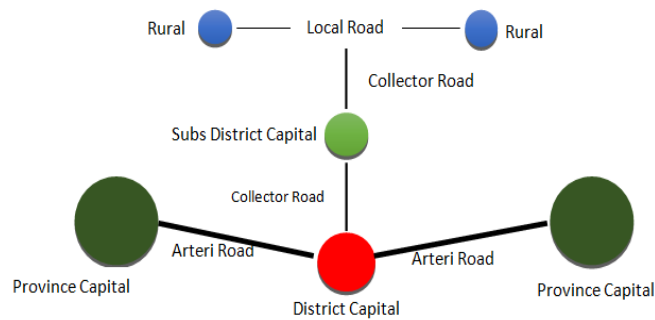 Rural
Local Road
Rural
Collector Road
Subs District Capital
Collector Road
Arteri Road
Arteri Road
Province Capital
Province Capital
District Capital